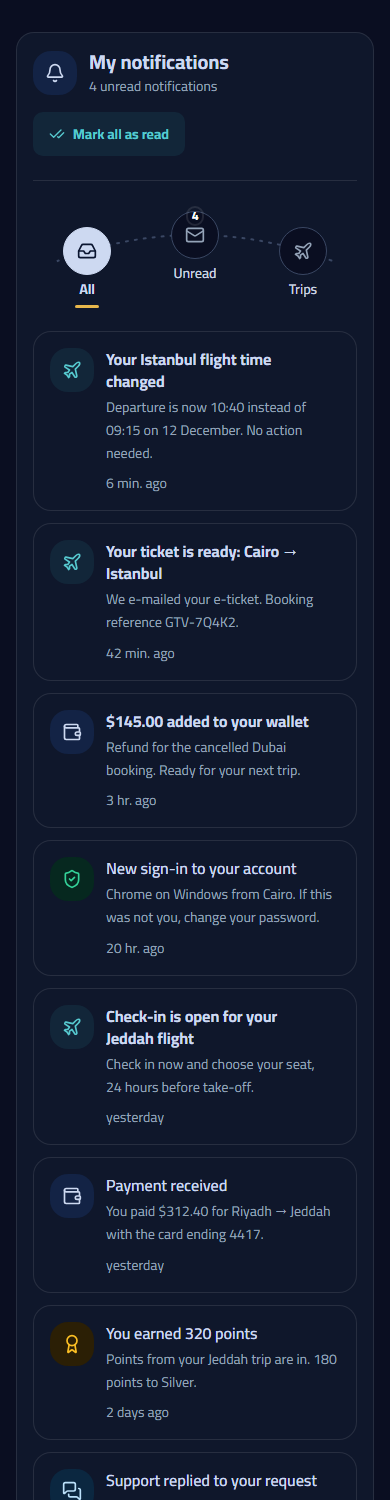 My notifications
4 unread notifications
Mark all as read
4
All
Unread
Trips
Your Istanbul flight time
changed
Departure is now 10:40 instead of
09:15 on 12 December. No action
needed.
6 min. ago
Your ticket is ready: Cairo →
Istanbul
We e-mailed your e-ticket. Booking
reference GTV-7Q4K2.
42 min. ago
$145.00 added to your wallet
Refund for the cancelled Dubai
booking. Ready for your next trip.
3 hr. ago
New sign-in to your account
Chrome on Windows from Cairo. If this
was not you, change your password.
20 hr. ago
Check-in is open for your
Jeddah flight
Check in now and choose your seat,
24 hours before take-off.
yesterday
Payment received
You paid $312.40 for Riyadh → Jeddah
with the card ending 4417.
yesterday
You earned 320 points
Points from your Jeddah trip are in. 180
points to Silver.
2 days ago
Support replied to your request